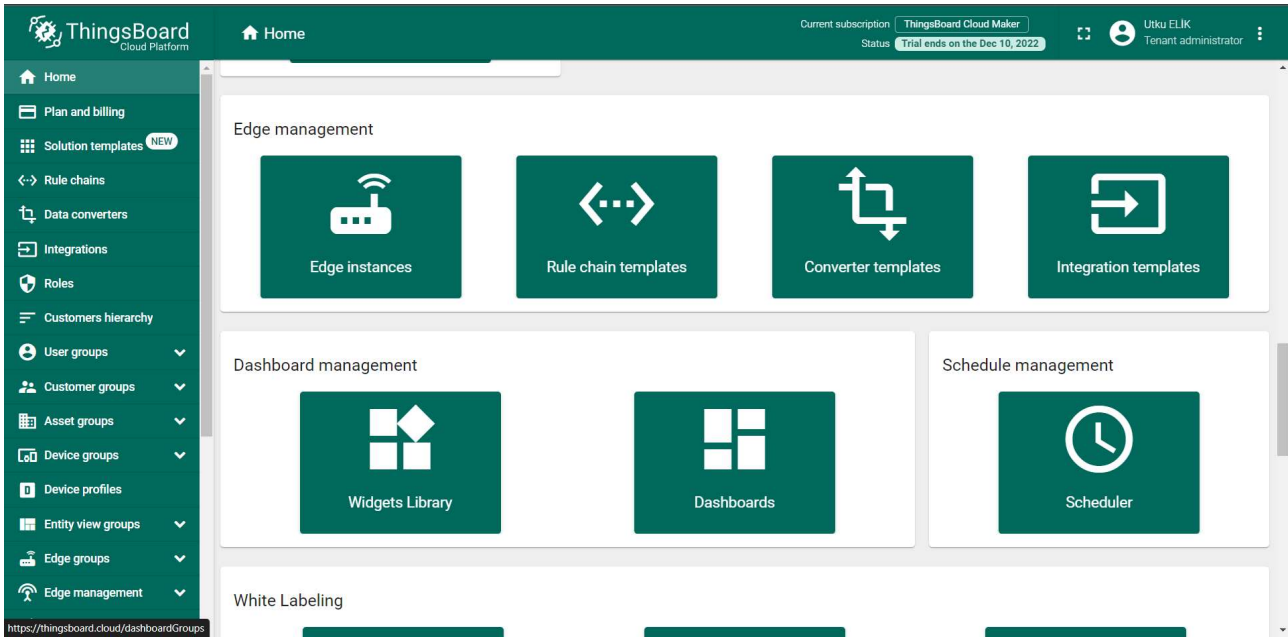 ThingsBoard
Cloud Platform
Home
Current subscription ThingsBoard Cloud Maker
Status Trial ends on the Dec 10, 2022
Utku ELİK
Tenant administrator
Home
Plan and billing
Solution templates NEW
Rule chains
Data converters
Integrations
Roles
Customers hierarchy
User groups
Customer groups
Asset groups
Device groups
D Device profiles
Entity view groups
Edge groups
Edge management
https://thingsboard.cloud/dashboardGroups
Edge management
Edge instances
Rule chain templates
Converter templates
Integration templates
Dashboard management
Widgets Library
Dashboards
Schedule management
Scheduler
White Labeling